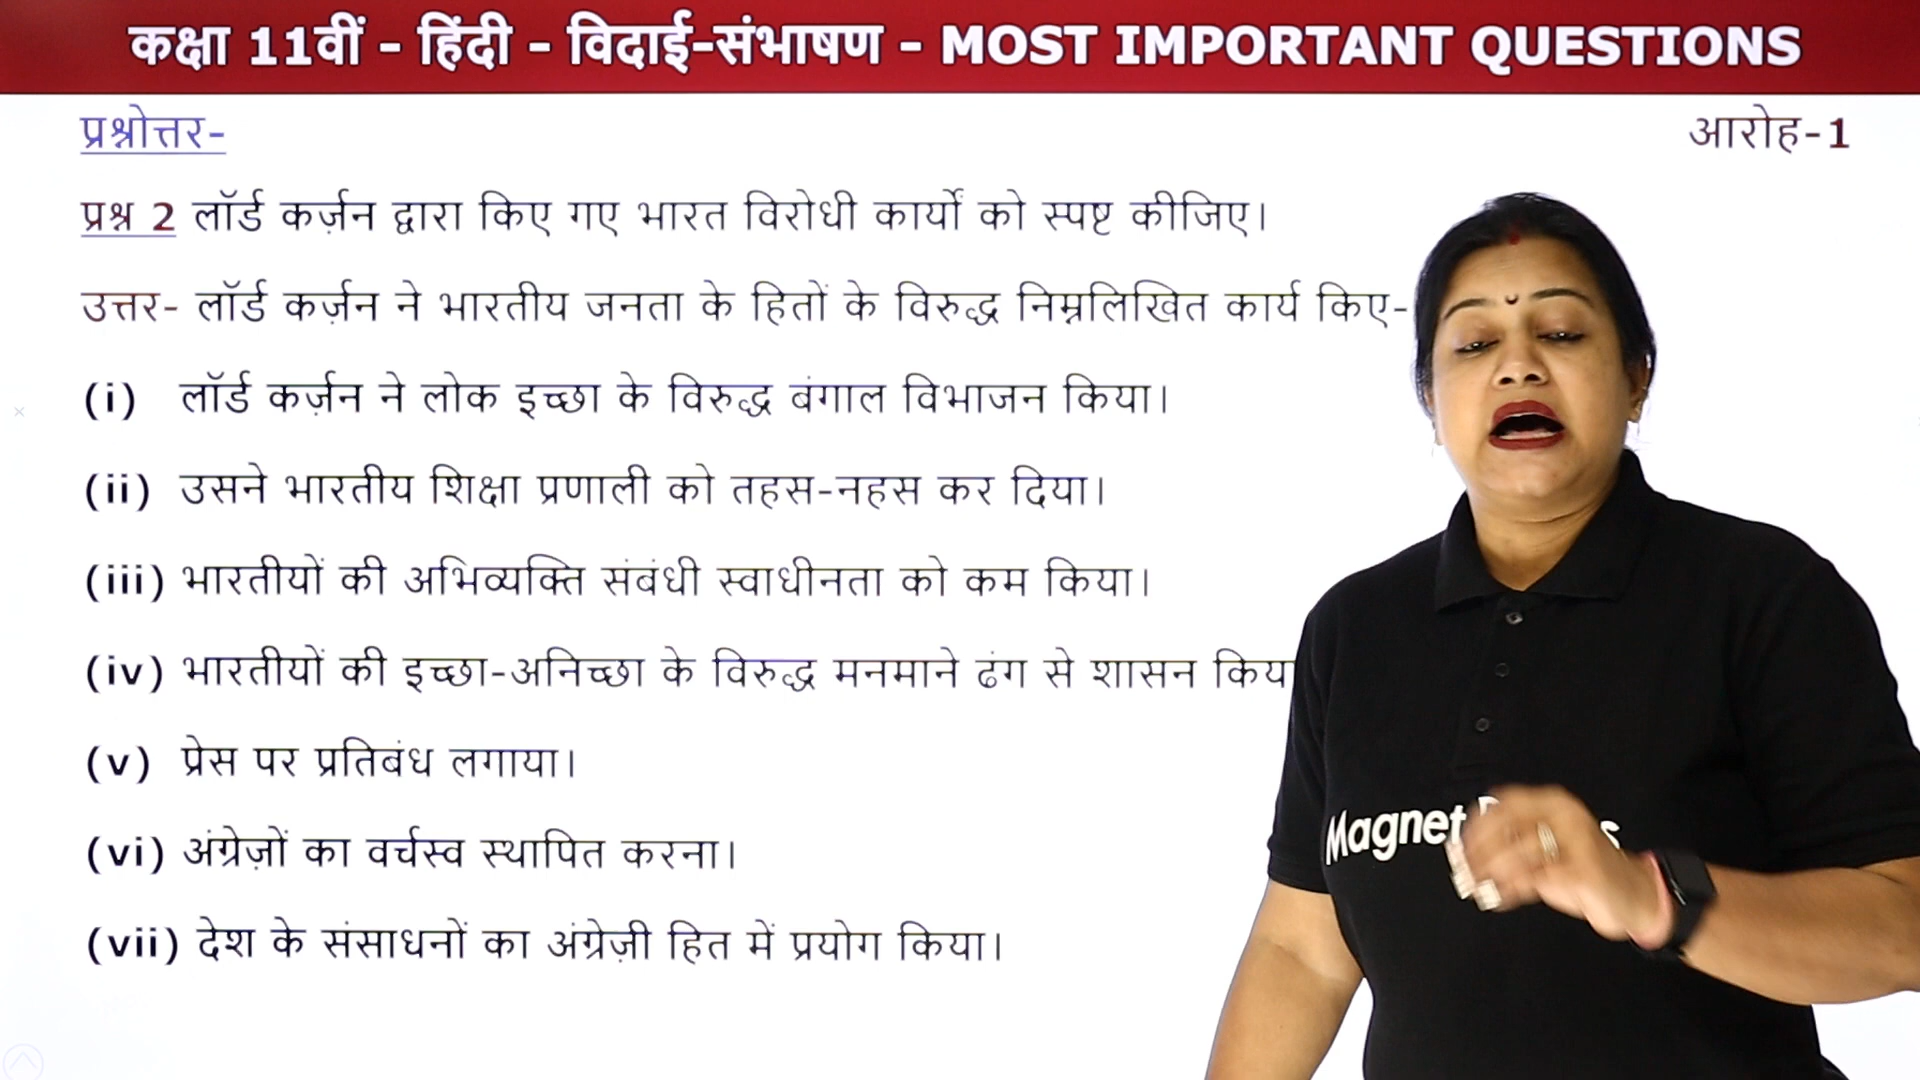 कक्षा 11वीं - हिंदी - विदाई-संभाषण - MOST IMPORTANT QUESTIONS
प्रश्नोत्तर-
आरोह-1
प्रश्न 2 लॉर्ड कर्ज़न द्वारा किए गए भारत विरोधी कार्यों को स्पष्ट कीजिए।
उत्तर- लॉर्ड कर्ज़न ने भारतीय जनता के हितों के विरुद्ध निम्नलिखित कार्य किए-
(i) लॉर्ड कर्ज़न ने लोक इच्छा के विरुद्ध बंगाल विभाजन किया।
(ii) उसने भारतीय शिक्षा प्रणाली को तहस-नहस कर दिया।
(iii) भारतीयों की अभिव्यक्ति संबंधी स्वाधीनता को कम किया।
(iv) भारतीयों की इच्छा-अनिच्छा के विरुद्ध मनमाने ढंग से शासन
(v) प्रेस पर प्रतिबंध लगाया।
(vi) अंग्रेज़ों का वर्चस्व स्थापित करना।
(vii) देश के संसाधनों का अंग्रेज़ी हित में प्रयोग किया।
Magnet